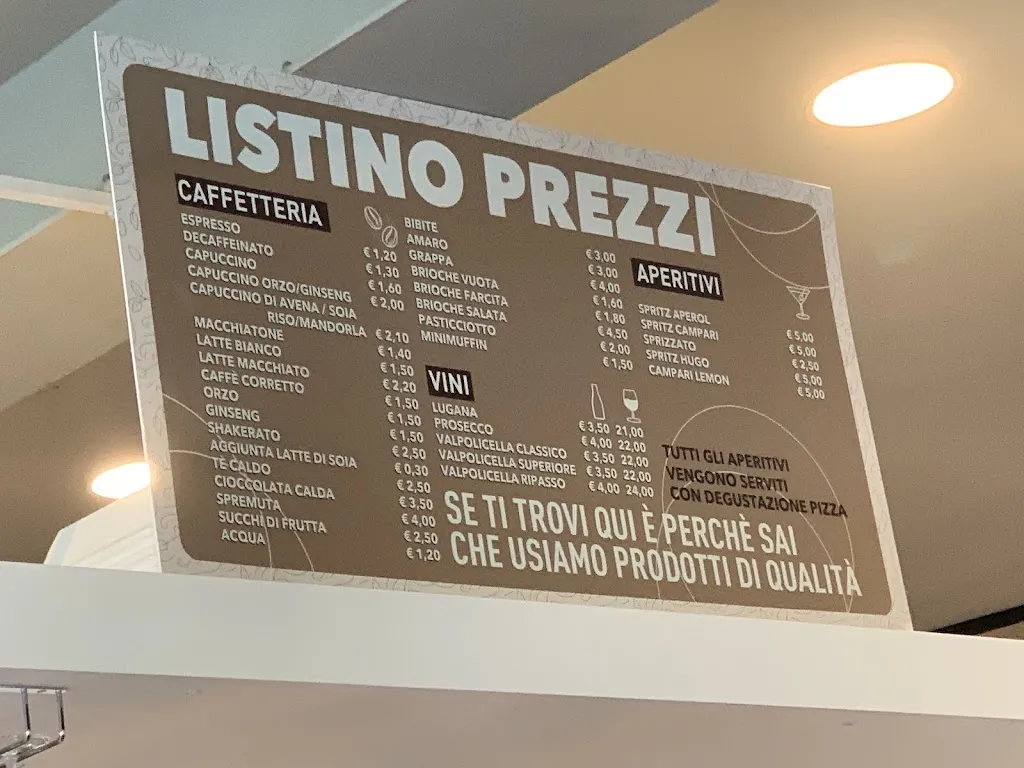 LISTINO PREZZI
CAFFETTERIA
ESPRESSO € 1,20
DECAFFEINATO € 1,30
CAPUCCINO € 1,60
CAPUCCINO ORZO/GINSENG € 2,00
CAPUCCINO DI AVENA / SOIA
RISO/MANDORLA € 2,10
MACCHIATONE € 1,40
LATTE BIANCO € 1,50
LATTE MACCHIATO € 2,20
CAFFÈ CORRETTO € 1,50
ORZO € 1,50
GINSENG € 1,50
SHAKERATO € 2,50
AGGIUNTA LATTE DI SOIA € 0,30
TÈ CALDO € 2,50
CIOCCOLATA CALDA € 3,50
SPREMUTA € 4,00
SUCCHI DI FRUTTA € 2,50
ACQUA € 1,20
BIBITE € 3,00
AMARO € 3,00
GRAPPA € 4,00
BRIOCHE VUOTA € 1,60
BRIOCHE FARCITA € 1,80
BRIOCHE SALATA € 4,50
PASTICCIOTTO € 2,00
MINIMUFFIN € 1,50
VINI
LUGANA € 3,50 21,00
PROSECCO € 4,00 22,00
VALPOLICELLA CLASSICO € 3,50 22,00
VALPOLICELLA SUPERIORE € 3,50 22,00
VALPOLICELLA RIPASSO € 4,00 24,00
APERITIVI
SPRITZ APEROL € 5,00
SPRITZ CAMPARI € 5,00
SPRIZZATO € 2,50
SPRITZ HUGO € 5,00
CAMPARI LEMON € 5,00
TUTTI GLI APERITIVI
VENGONO SERVITI
CON DEGUSTAZIONE PIZZA
SE TI TROVI QUI È PERCHÈ SAI
CHE USIAMO PRODOTTI DI QUALITÀ